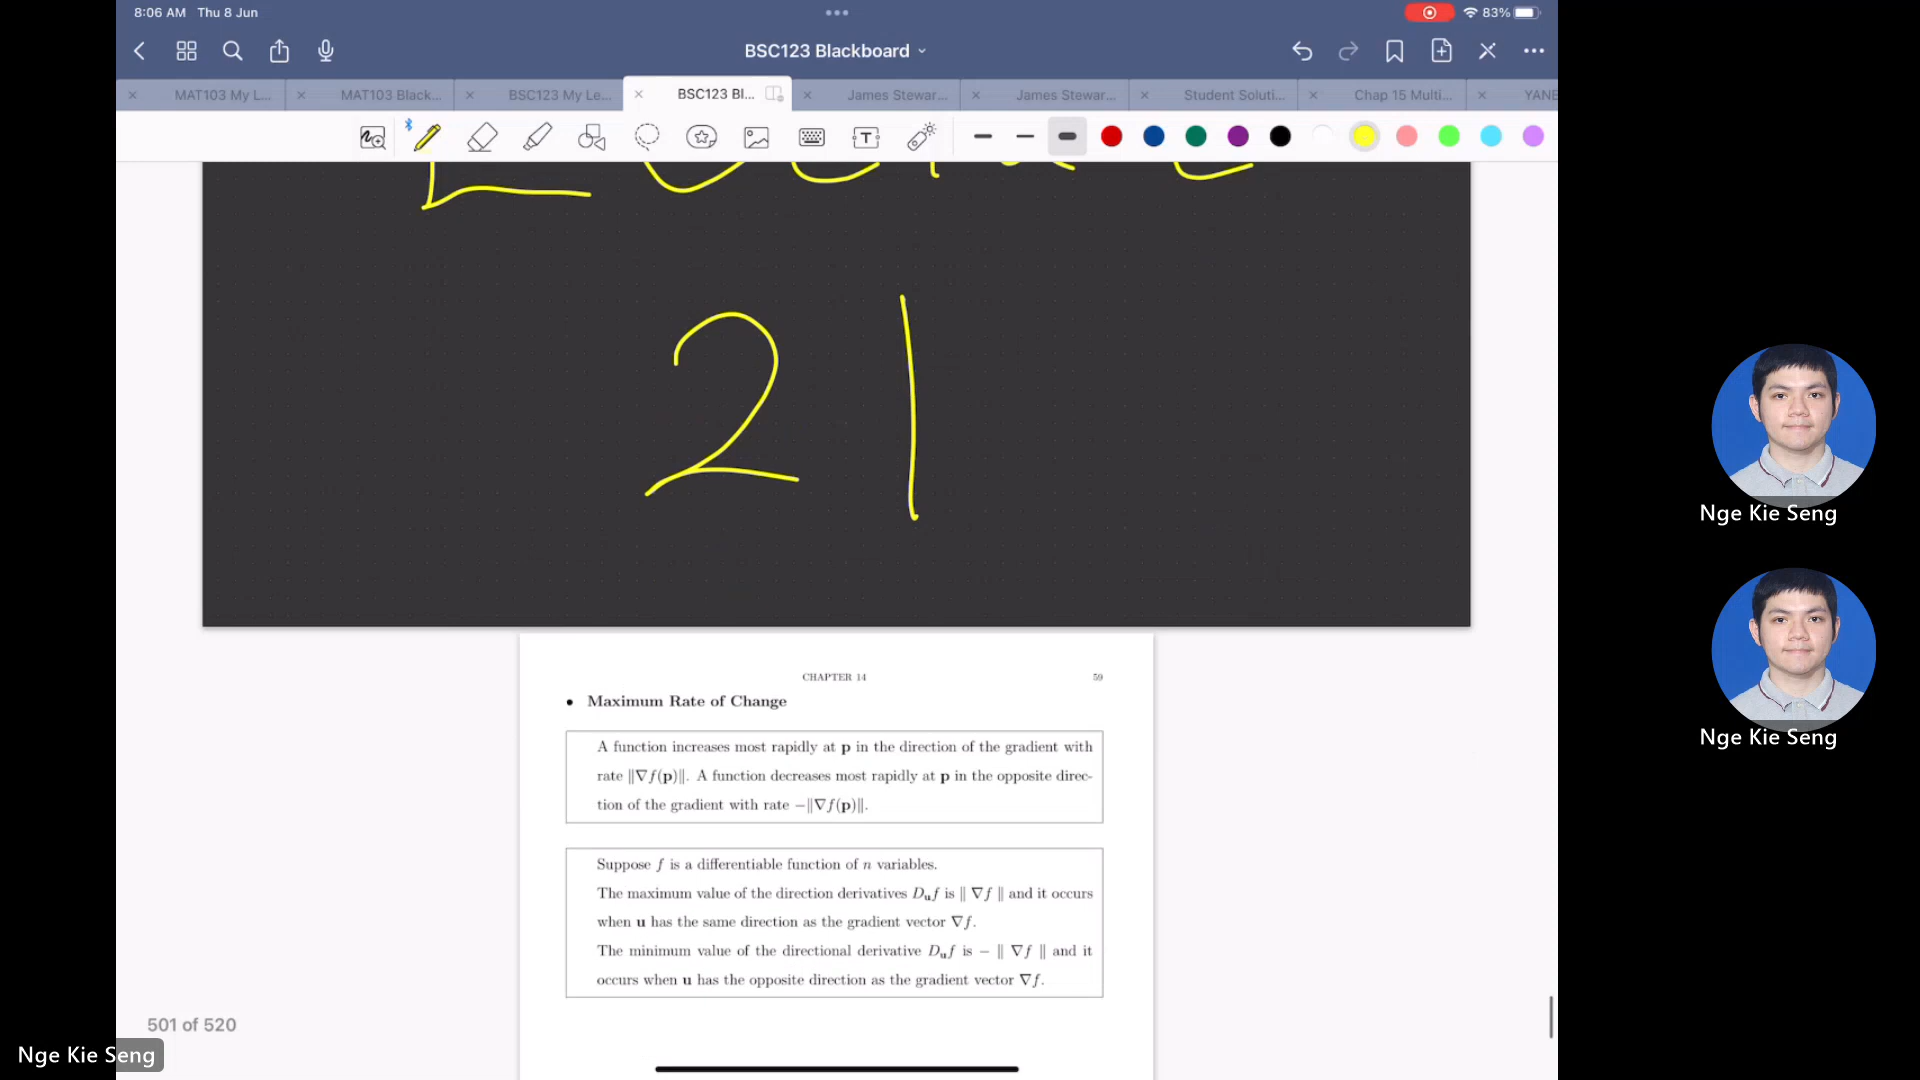 8:06 AM Thu 8 Jun
83%
BSC123 Blackboard
MAT103 My L...
MAT103 Black...
BSC123 My Le...
BSC123 Bl...
James Stewar...
James Stewar...
Student Soluti...
Chap 15 Multi...
YANE
21
CHAPTER 14 59
• Maximum Rate of Change
A function increases most rapidly at p in the direction of the gradient with
rate ‖∇f(p)‖. A function decreases most rapidly at p in the opposite direc-
tion of the gradient with rate −‖∇f(p)‖.
Suppose f is a differentiable function of n variables.
The maximum value of the direction derivatives Duf is ‖ ∇f ‖ and it occurs
when u has the same direction as the gradient vector ∇f.
The minimum value of the directional derivative Duf is − ‖ ∇f ‖ and it
occurs when u has the opposite direction as the gradient vector ∇f.
501 of 520
Nge Kie Seng
Nge Kie Seng
Nge Kie Seng